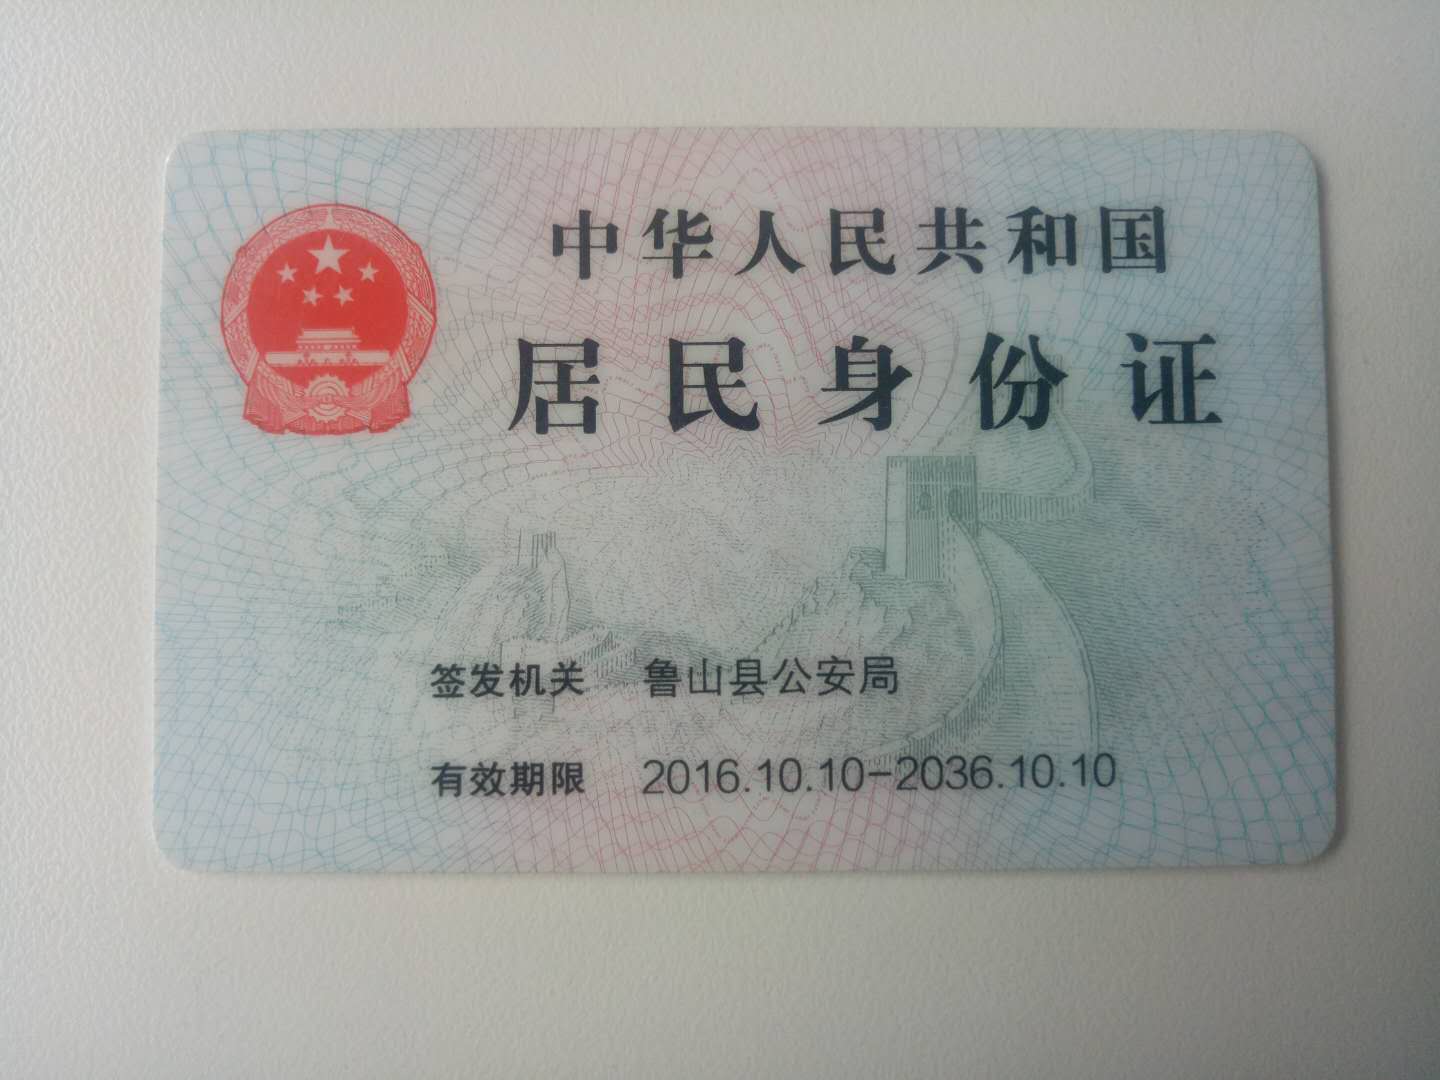 中华人民共和国
居民身份证
签发机关 鲁山县公安局
有效期限 2016.10.10-2036.10.10